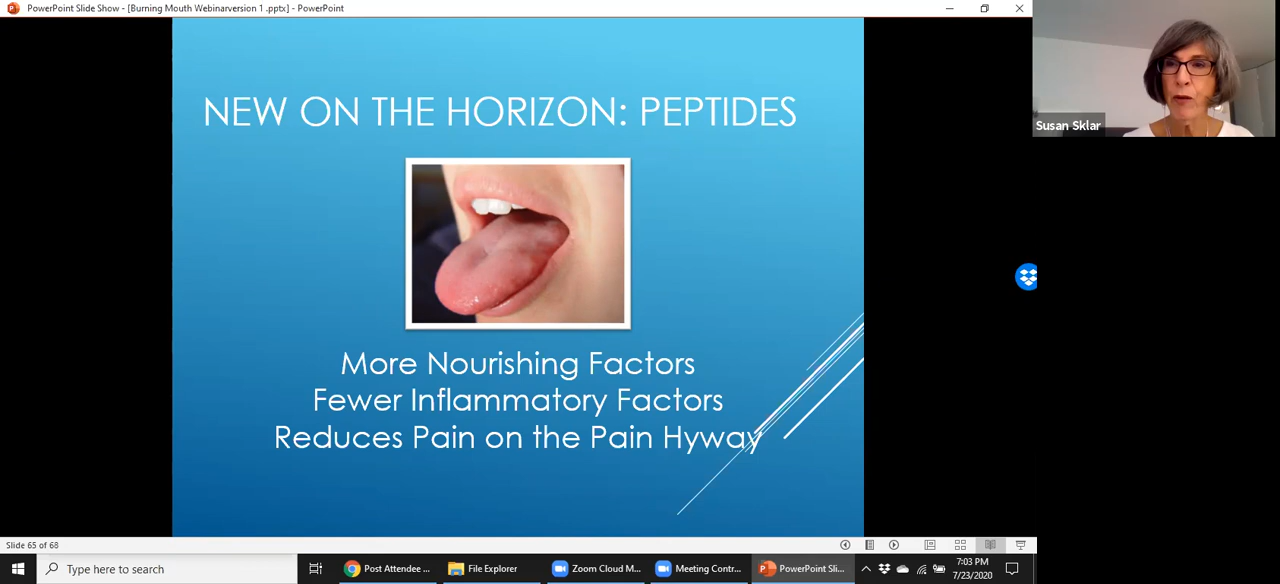 PowerPoint Slide Show - [Burning Mouth Webinarversion 1 .pptx] - PowerPoint
Susan Sklar
NEW ON THE HORIZON: PEPTIDES
More Nourishing Factors
Fewer Inflammatory Factors
Reduces Pain on the Pain Hyway
Slide 65 of 68
Type here to search
Post Attendee ...
File Explorer
Zoom Cloud M...
Meeting Contr...
PowerPoint Sli...
7:03 PM
7/23/2020